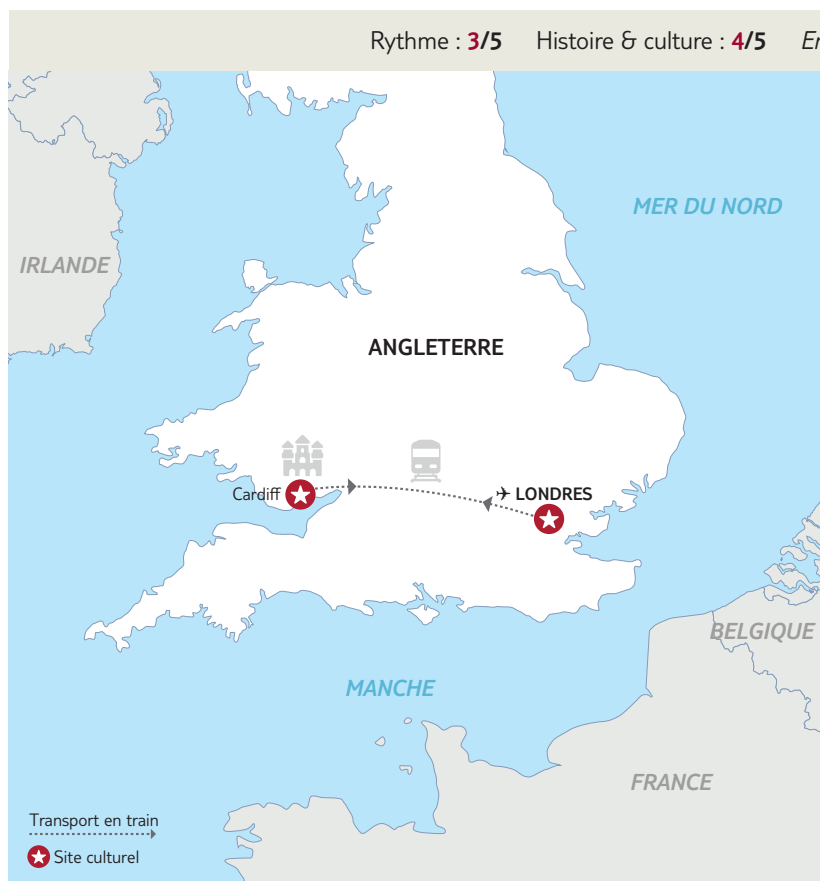 Rythme : 3/5 Histoire & culture : 4/5
MER DU NORD
IRLANDE
ANGLETERRE
Cardiff
LONDRES
BELGIQUE
MANCHE
FRANCE
Transport en train
Site culturel